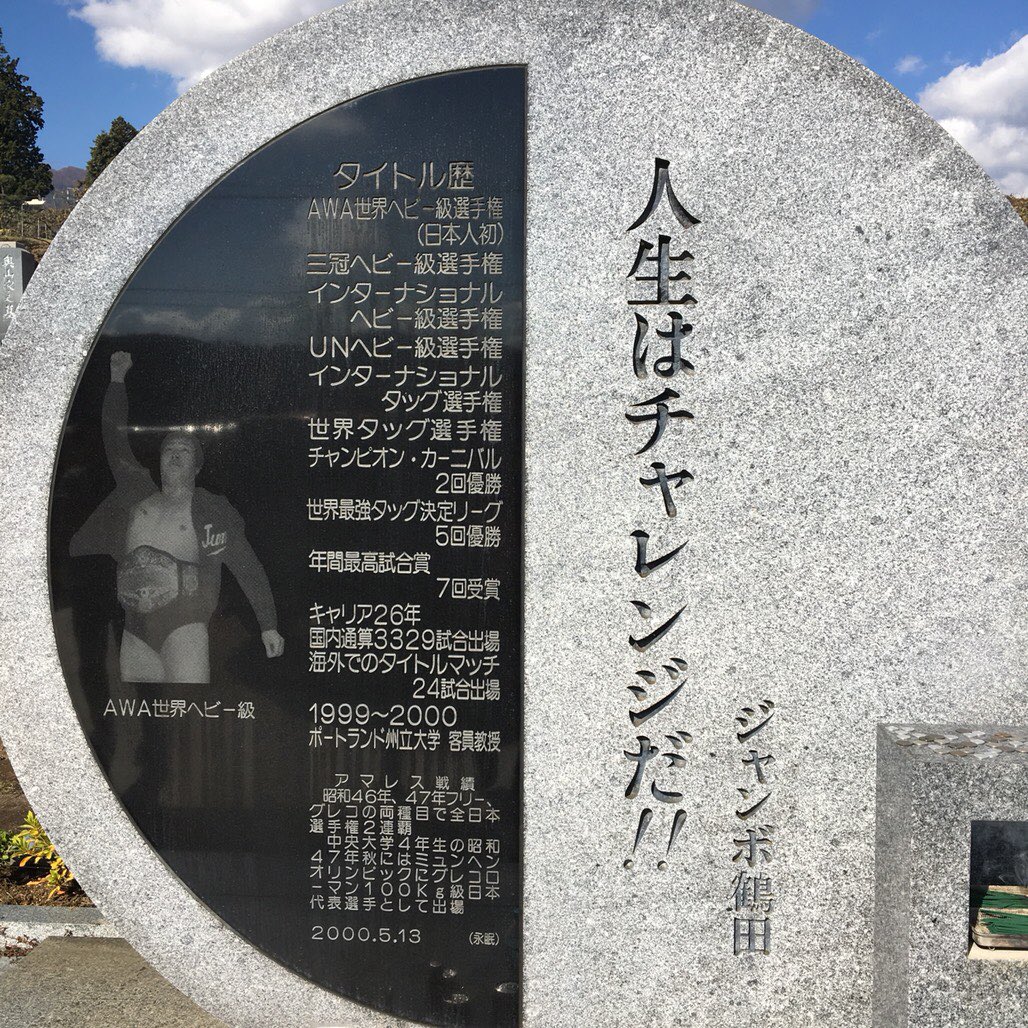 人生はチャレンジだ!!
ジャンボ鶴田
タイトル歴
AWA世界ヘビー級選手権
(日本人初)
三冠ヘビー級選手権
インターナショナル
ヘビー級選手権
UNヘビー級選手権
インターナショナル
タッグ選手権
世界タッグ選手権
チャンピオン・カーニバル
2回優勝
世界最強タッグ決定リーグ
5回優勝
年間最高試合賞
7回受賞
キャリア26年
国内通算3329試合出場
海外でのタイトルマッチ
24試合出場
1999〜2000
ポートランド州立大学 客員教授
アマレス戦績
昭和46年、47年フリー、
グレコの両種目で全日本
選手権2連覇
中央大学4年生の昭和
47年秋にはミュンヘン
オリンピックにグレコロ
ーマン100Kg級日本
代表選手として出場
2000.5.13 (永眠)
Jum
AWA世界ヘビー級